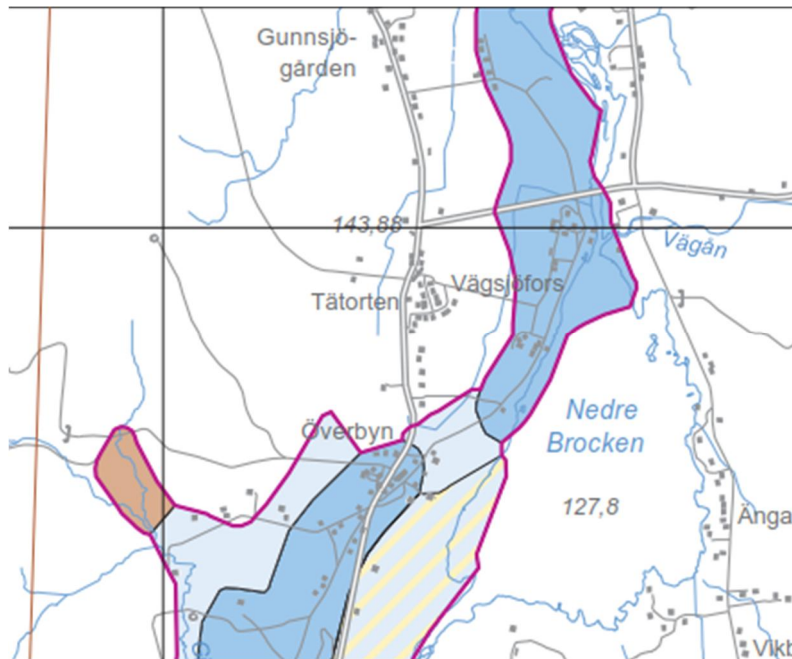 Gunnsjö-
gården
143,88
Vägån
Vägsjöfors
Tätorten
Överbyn
Nedre
Brocken
127,8
Änga
Vikb